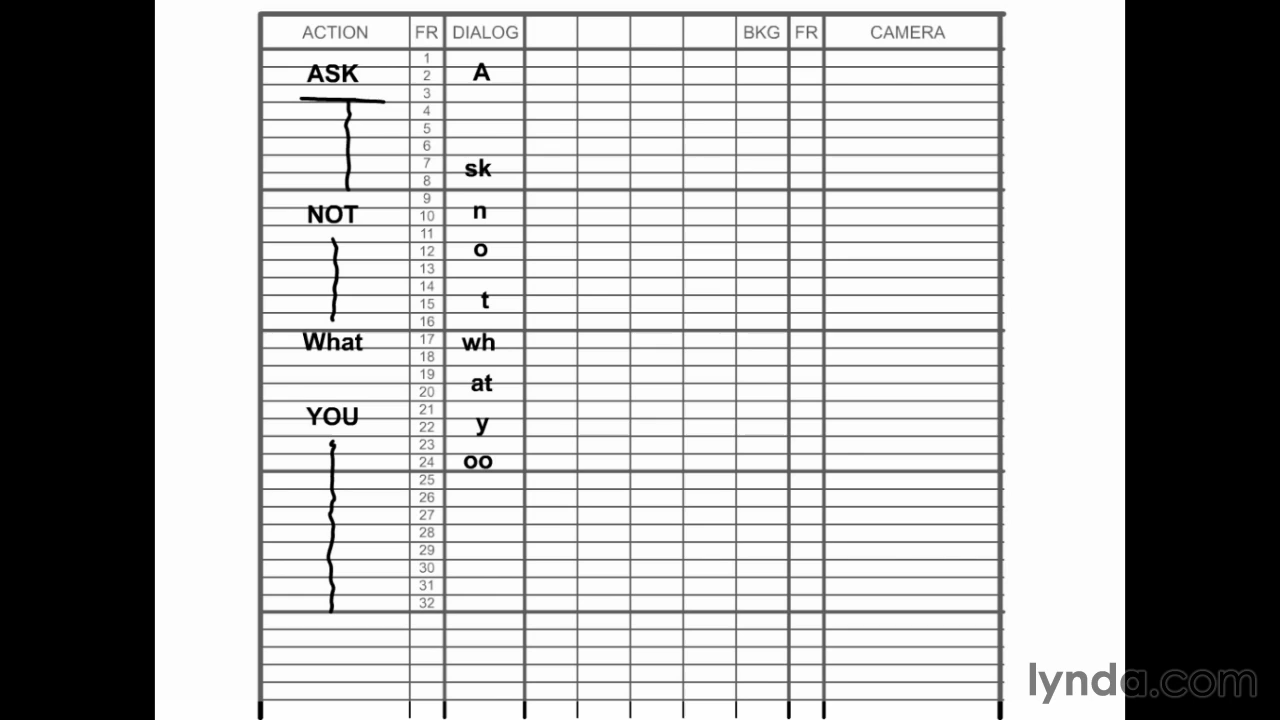 ACTION FR DIALOG BKG FR CAMERA
1
ASK 2 A
3
4
5
6
7 sk
8
9
NOT 10 n
11
12 o
13
14
15 t
16
What 17 wh
18
19
20 at
YOU 21
22 y
23
24 oo
25
26
27
28
29
30
31
32
lynda.com